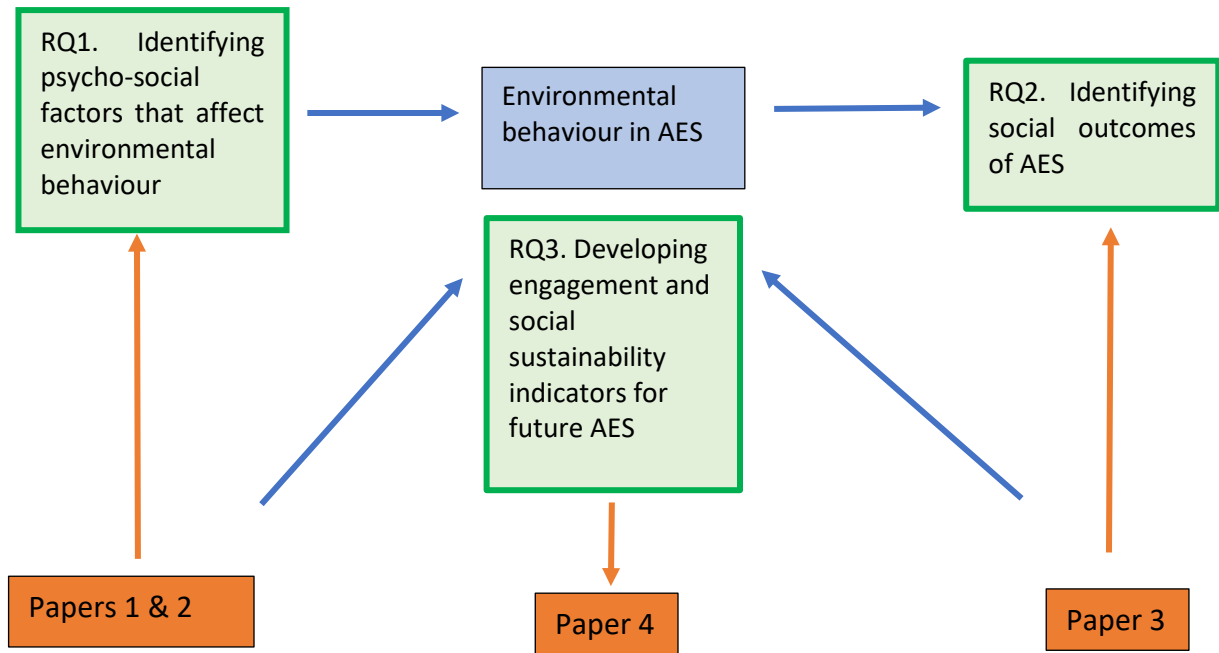 RQ1. Identifying
psycho-social
factors that affect
environmental
behaviour
Environmental
behaviour in AES
RQ2. Identifying
social outcomes
of AES
RQ3. Developing
engagement and
social
sustainability
indicators for
future AES
Papers 1 & 2
Paper 4
Paper 3